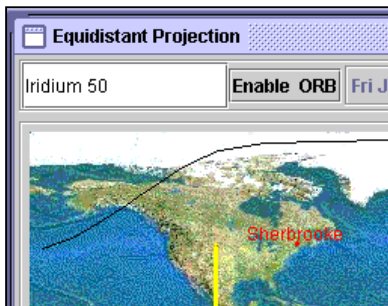 Equidistant Projection
Iridium 50 Enable ORB Fri J
Sherbrooke